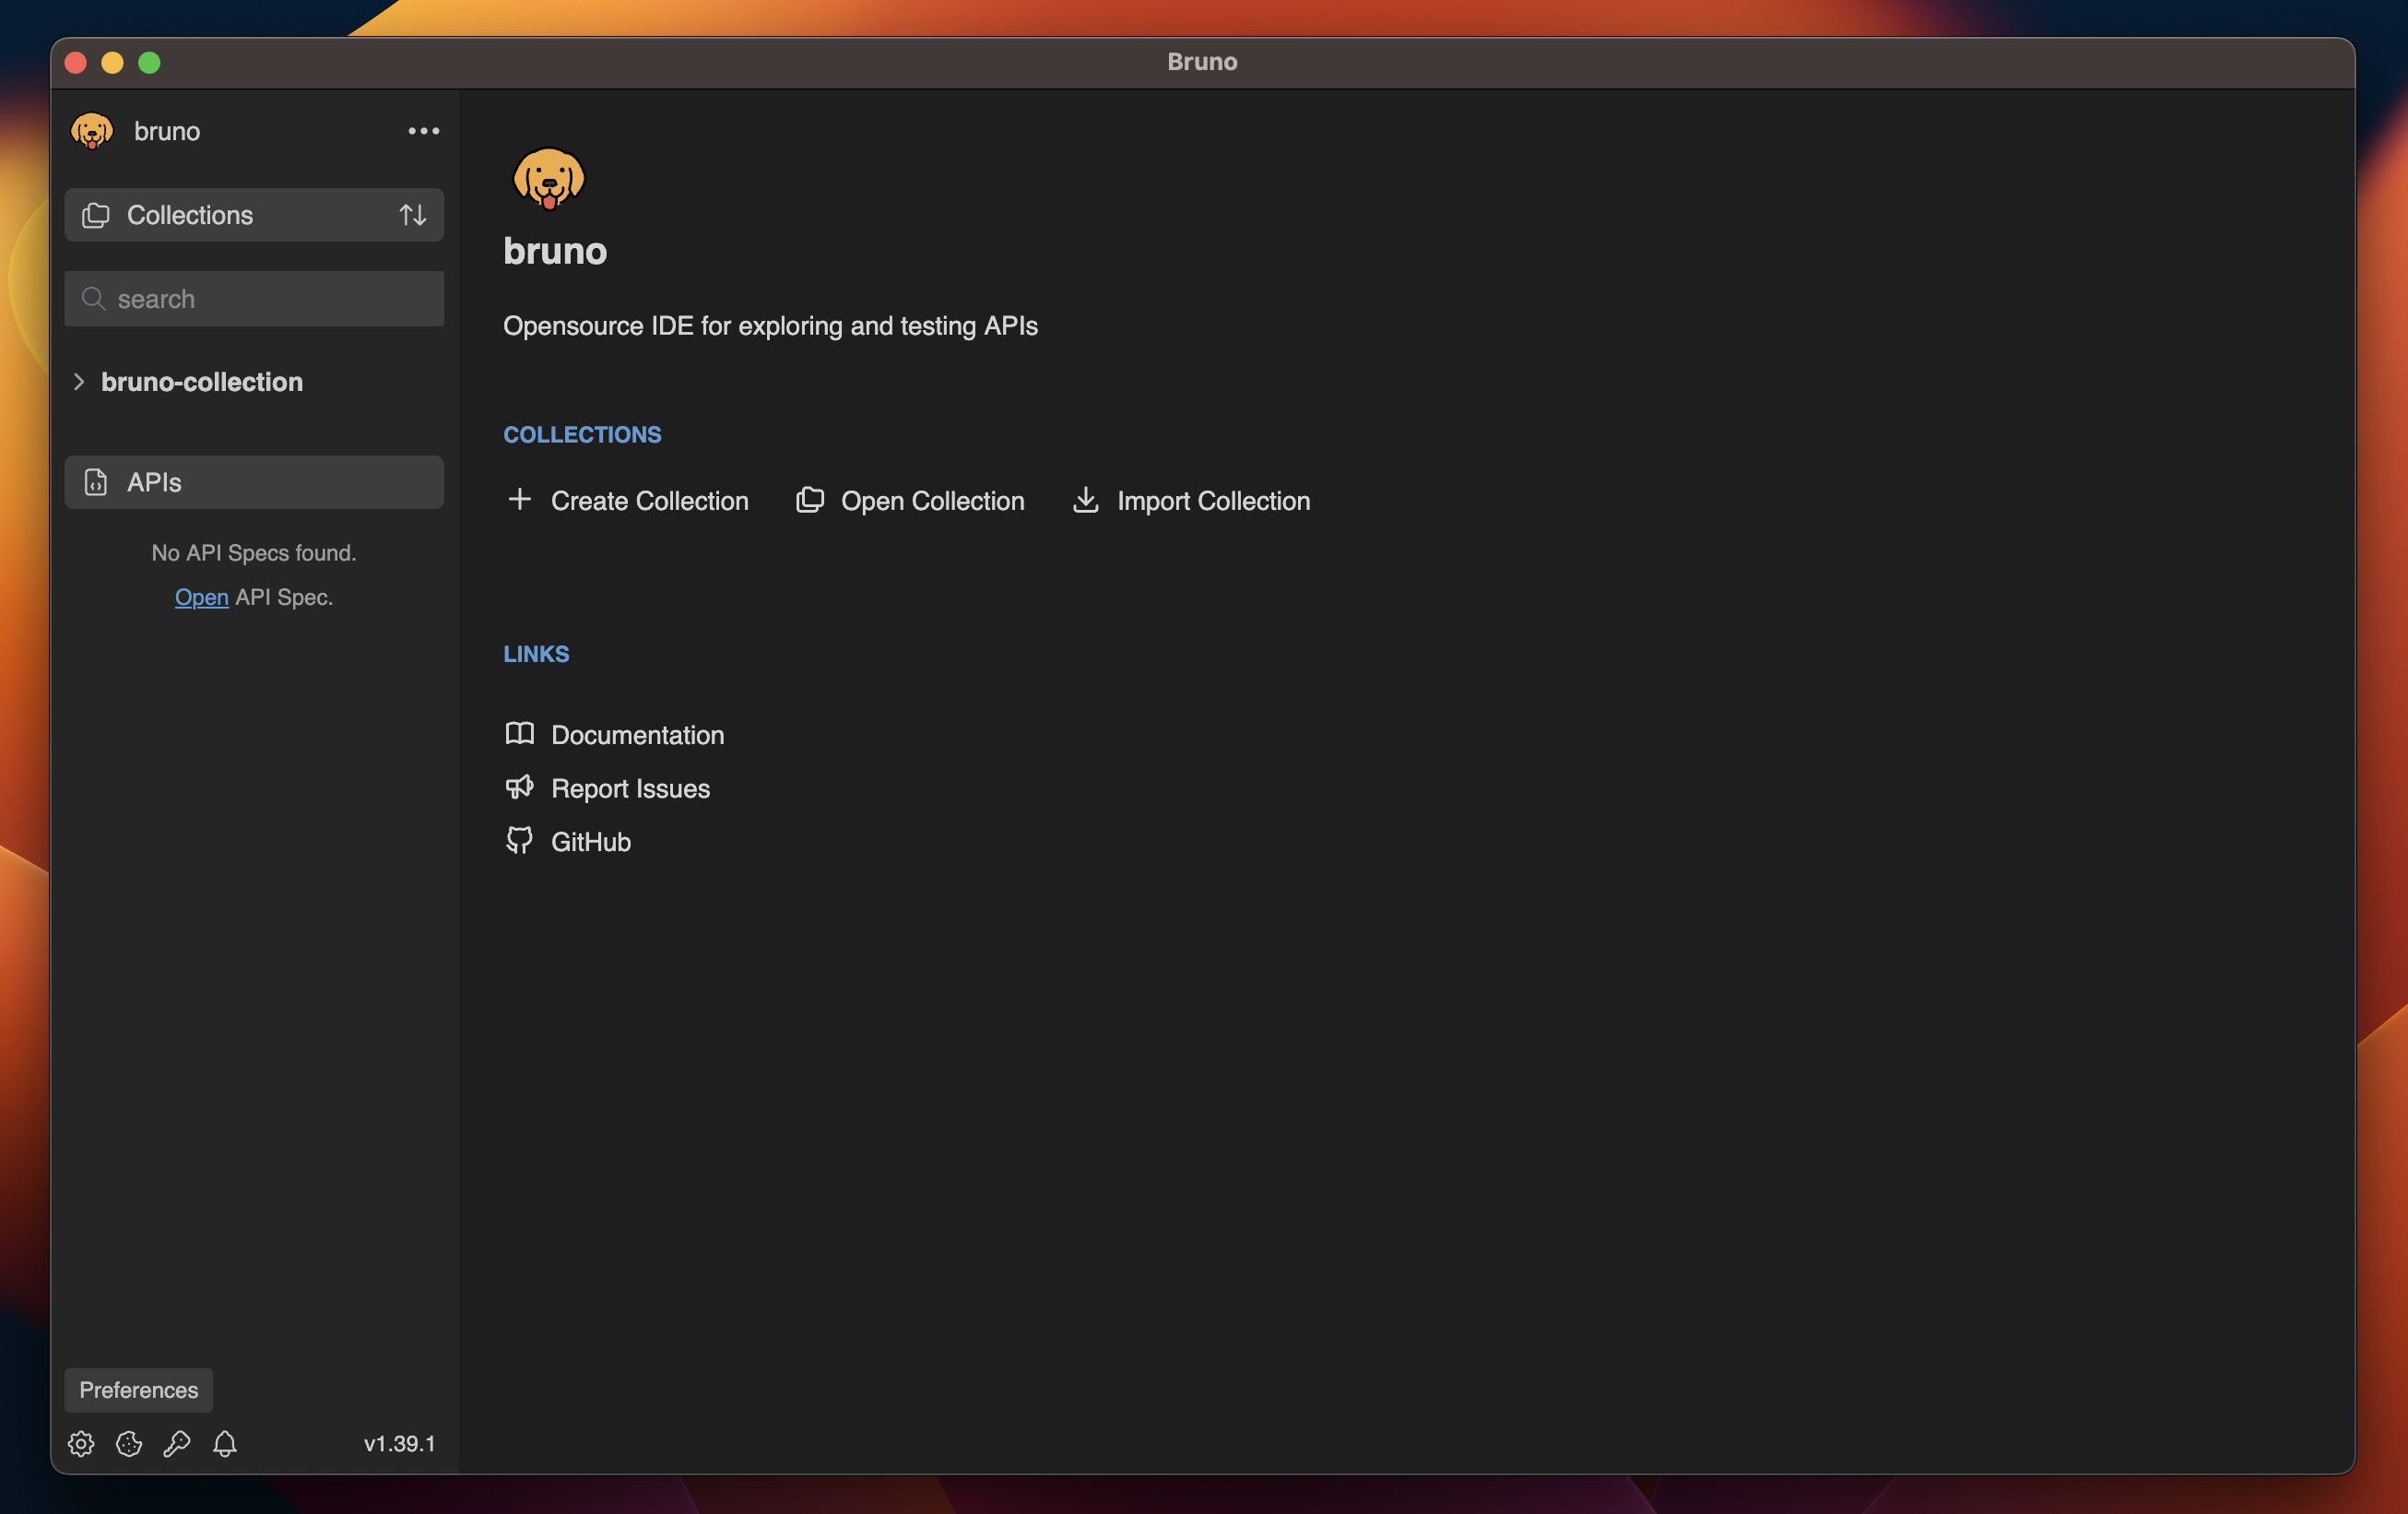 Bruno
bruno
Collections
search
bruno-collection
APIs
No API Specs found.
Open API Spec.
Preferences
v1.39.1
bruno
Opensource IDE for exploring and testing APIs
COLLECTIONS
Create Collection Open Collection Import Collection
LINKS
Documentation
Report Issues
GitHub